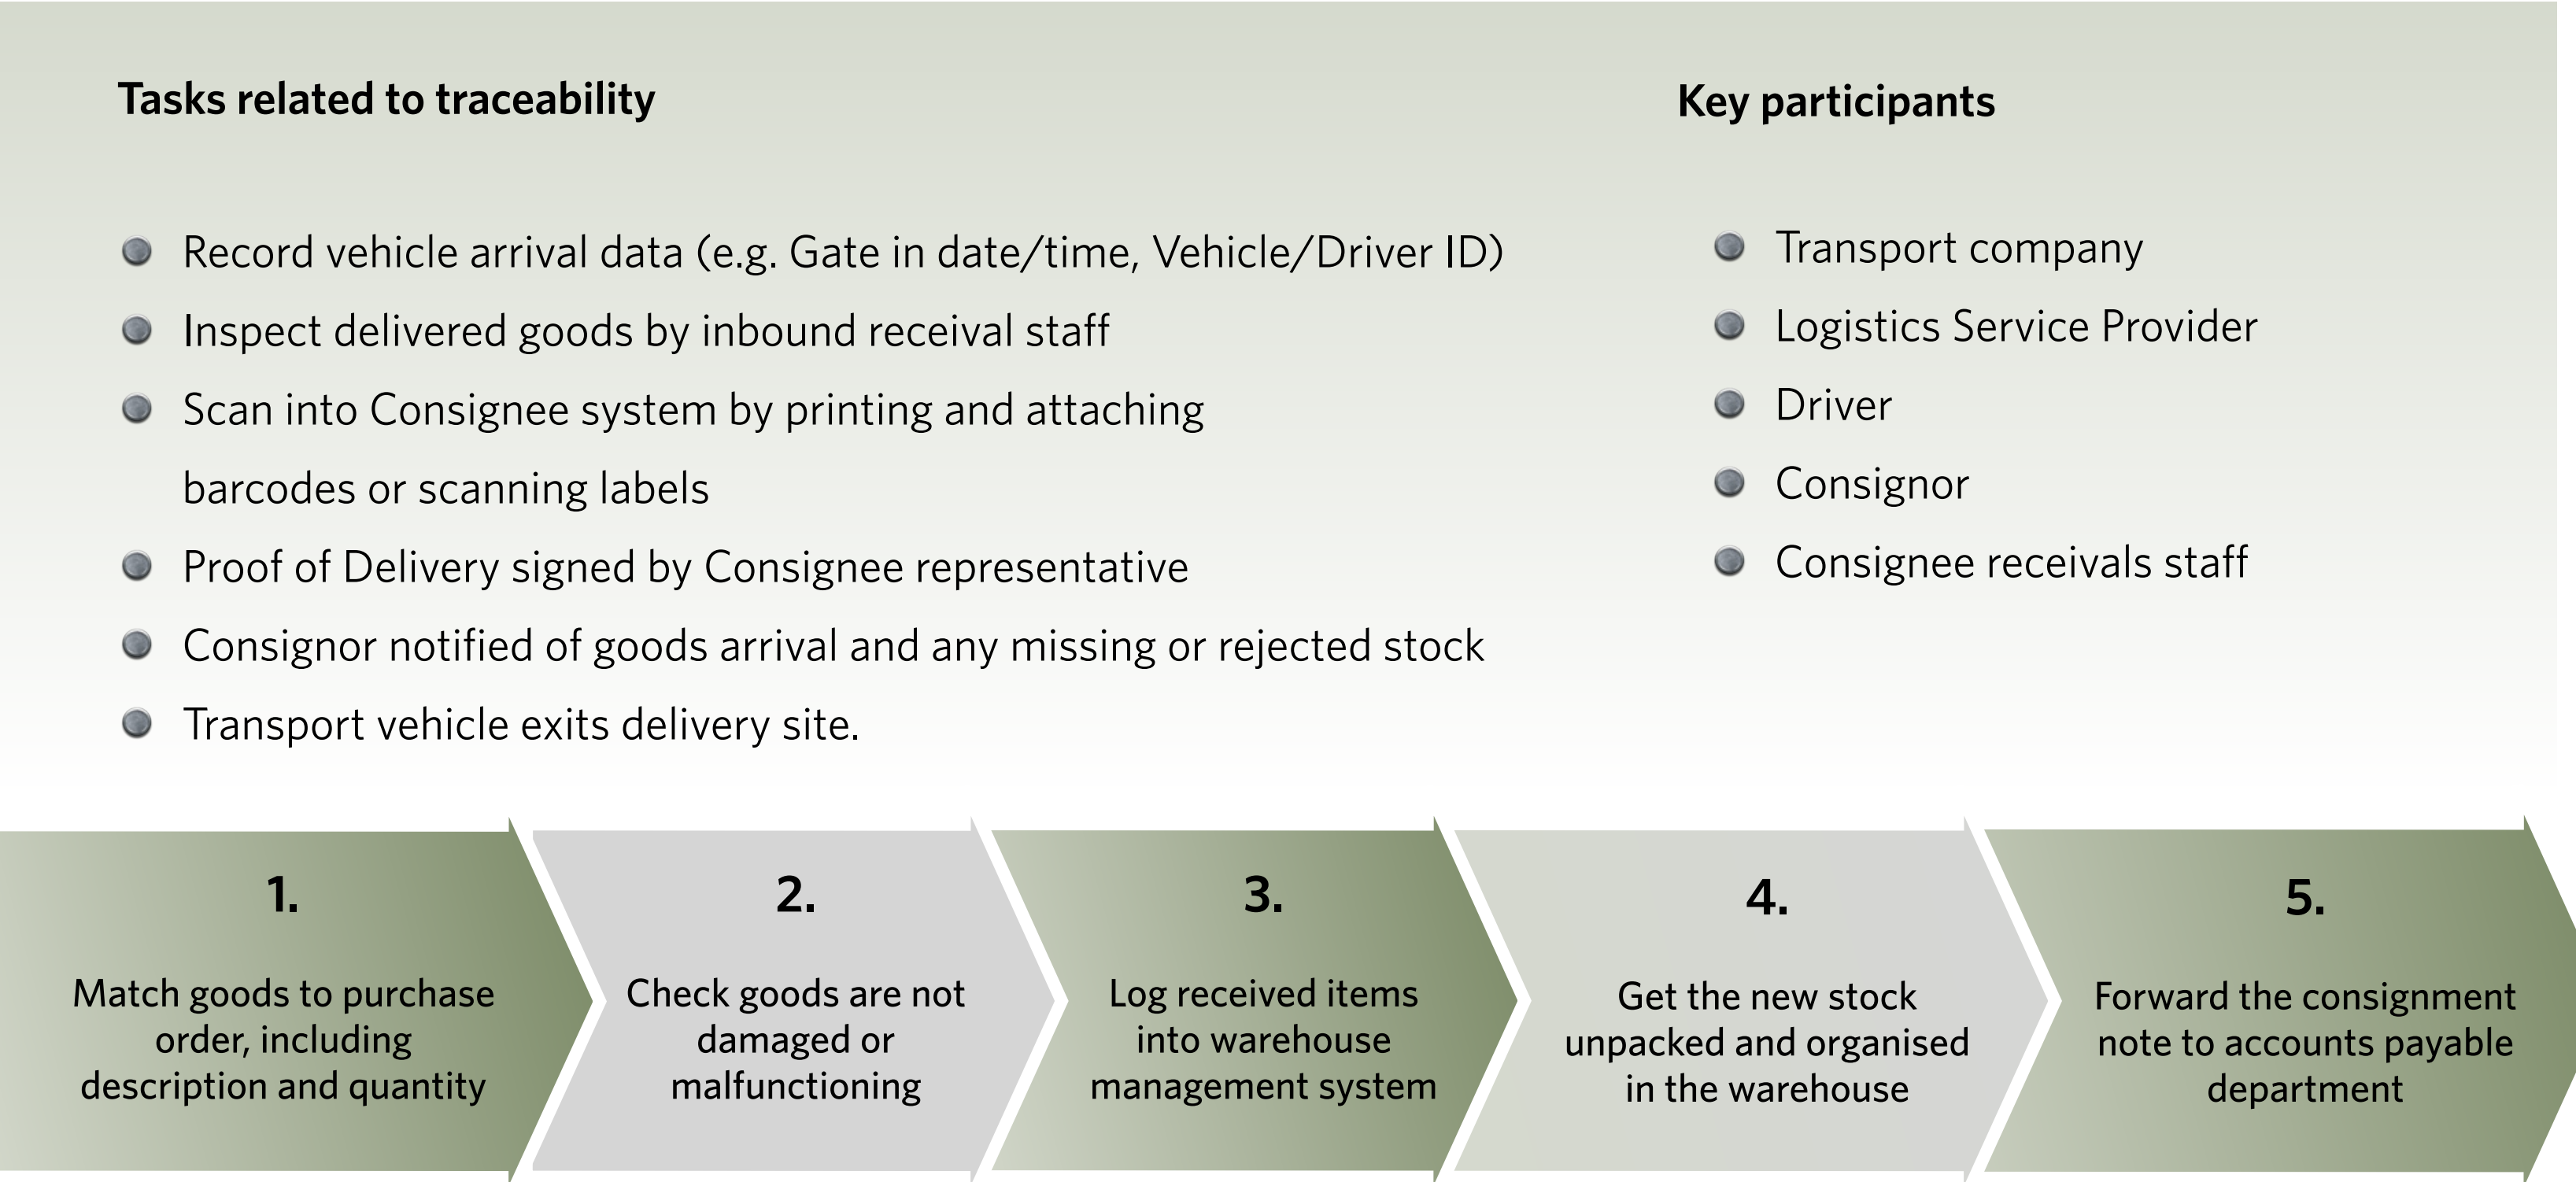 Tasks related to traceability
Record vehicle arrival data (e.g. Gate in date/time, Vehicle/Driver ID)
Inspect delivered goods by inbound receival staff
Scan into Consignee system by printing and attaching
barcodes or scanning labels
Proof of Delivery signed by Consignee representative
Consignor notified of goods arrival and any missing or rejected stock
Transport vehicle exits delivery site.
Key participants
Transport company
Logistics Service Provider
Driver
Consignor
Consignee receivals staff
1.
Match goods to purchase
order, including
description and quantity
2.
Check goods are not
damaged or
malfunctioning
3.
Log received items
into warehouse
management system
4.
Get the new stock
unpacked and organised
in the warehouse
5.
Forward the consignment
note to accounts payable
department